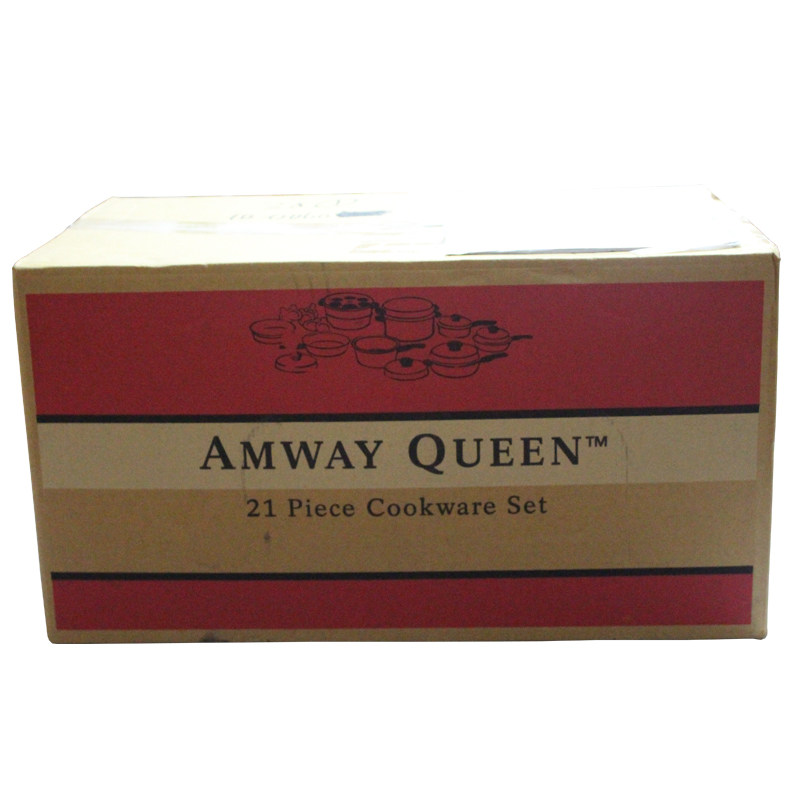 AMWAY QUEEN™
21 Piece Cookware Set